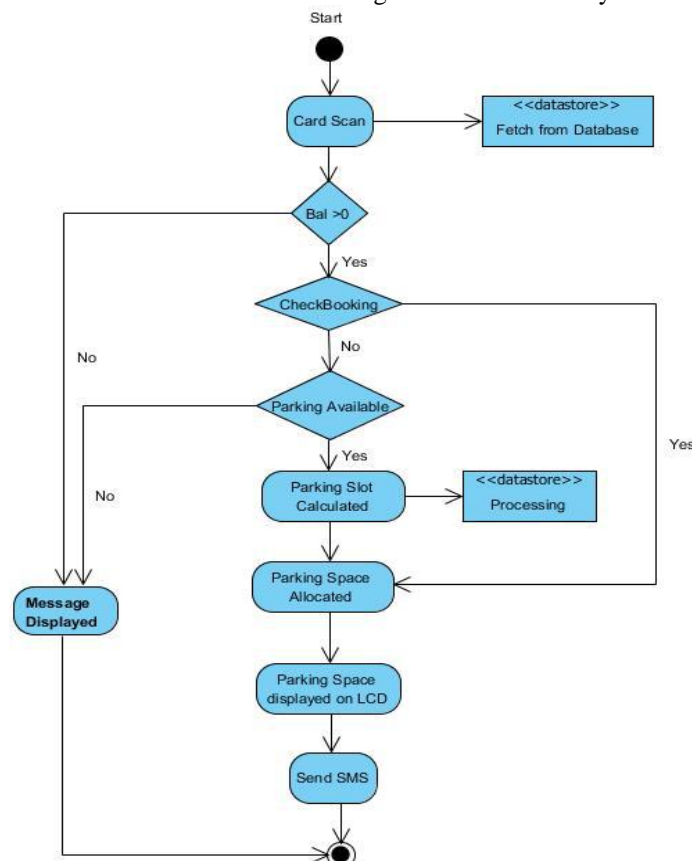 Start
Card Scan
<<datastore>>
Fetch from Database
Bal >0
Yes
CheckBooking
No
No
Parking Available
Yes
Yes
No
Parking Slot
Calculated
<<datastore>>
Processing
Parking Space
Allocated
Message
Displayed
Parking Space
displayed on LCD
Send SMS